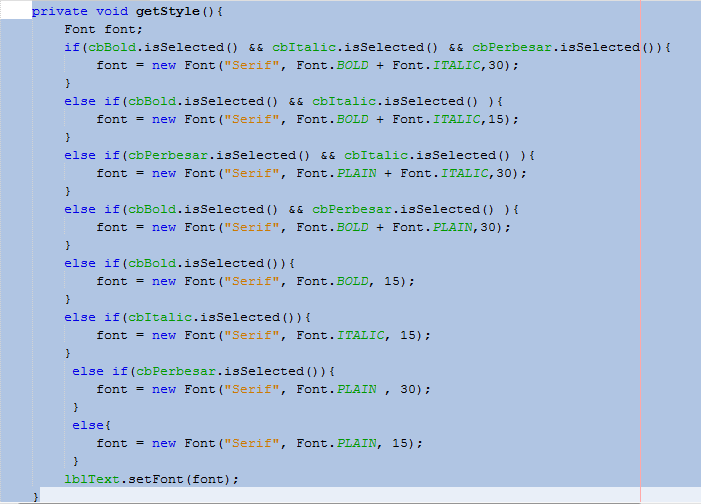 private void getStyle(){
    Font font;
    if(cbBold.isSelected() && cbItalic.isSelected() && cbPerbesar.isSelected()){
        font = new Font("Serif", Font.BOLD + Font.ITALIC,30);
    }
    else if(cbBold.isSelected() && cbItalic.isSelected() ){
        font = new Font("Serif", Font.BOLD + Font.ITALIC,15);
    }
    else if(cbPerbesar.isSelected() && cbItalic.isSelected() ){
        font = new Font("Serif", Font.PLAIN + Font.ITALIC,30);
    }
    else if(cbBold.isSelected() && cbPerbesar.isSelected() ){
        font = new Font("Serif", Font.BOLD + Font.PLAIN,30);
    }
    else if(cbBold.isSelected()){
        font = new Font("Serif", Font.BOLD, 15);
    }
    else if(cbItalic.isSelected()){
        font = new Font("Serif", Font.ITALIC, 15);
    }
     else if(cbPerbesar.isSelected()){
        font = new Font("Serif", Font.PLAIN , 30);
     }
     else{
        font = new Font("Serif", Font.PLAIN, 15);
     }
    lblText.setFont(font);
}